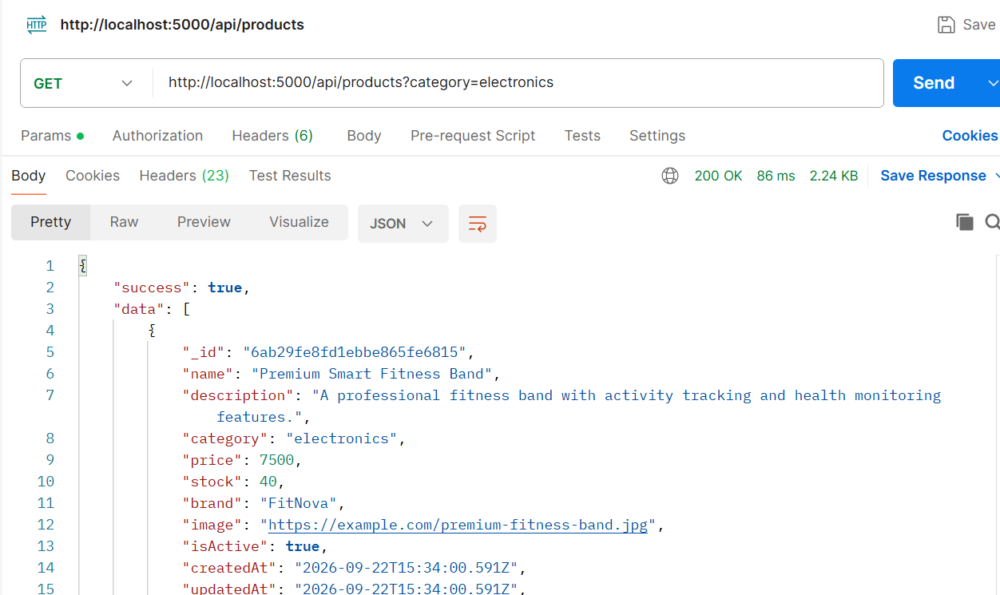 HTTP http://localhost:5000/api/products Save
GET http://localhost:5000/api/products?category=electronics Send
Params Authorization Headers (6) Body Pre-request Script Tests Settings Cookies
Body Cookies Headers (23) Test Results 200 OK 86 ms 2.24 KB Save Response
Pretty Raw Preview Visualize JSON
1 {
2 "success": true,
3 "data": [
4 {
5 "_id": "6ab29fe8fd1ebbe865fe6815",
6 "name": "Premium Smart Fitness Band",
7 "description": "A professional fitness band with activity tracking and health monitoring
features.",
8 "category": "electronics",
9 "price": 7500,
10 "stock": 40,
11 "brand": "FitNova",
12 "image": "https://example.com/premium-fitness-band.jpg",
13 "isActive": true,
14 "createdAt": "2026-09-22T15:34:00.591Z",
15 "updatedAt": "2026-09-22T15:34:00.591Z",